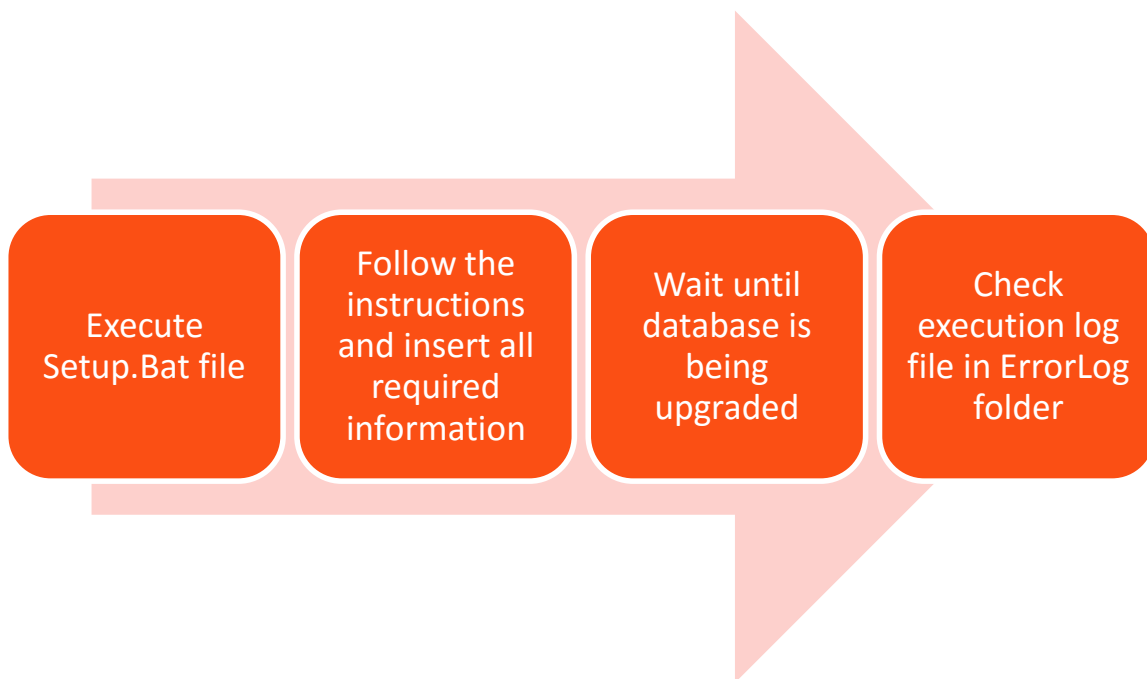 Execute
Setup.Bat file
Follow the
instructions
and insert all
required
information
Wait until
database is
being
upgraded
Check
execution log
file in ErrorLog
folder